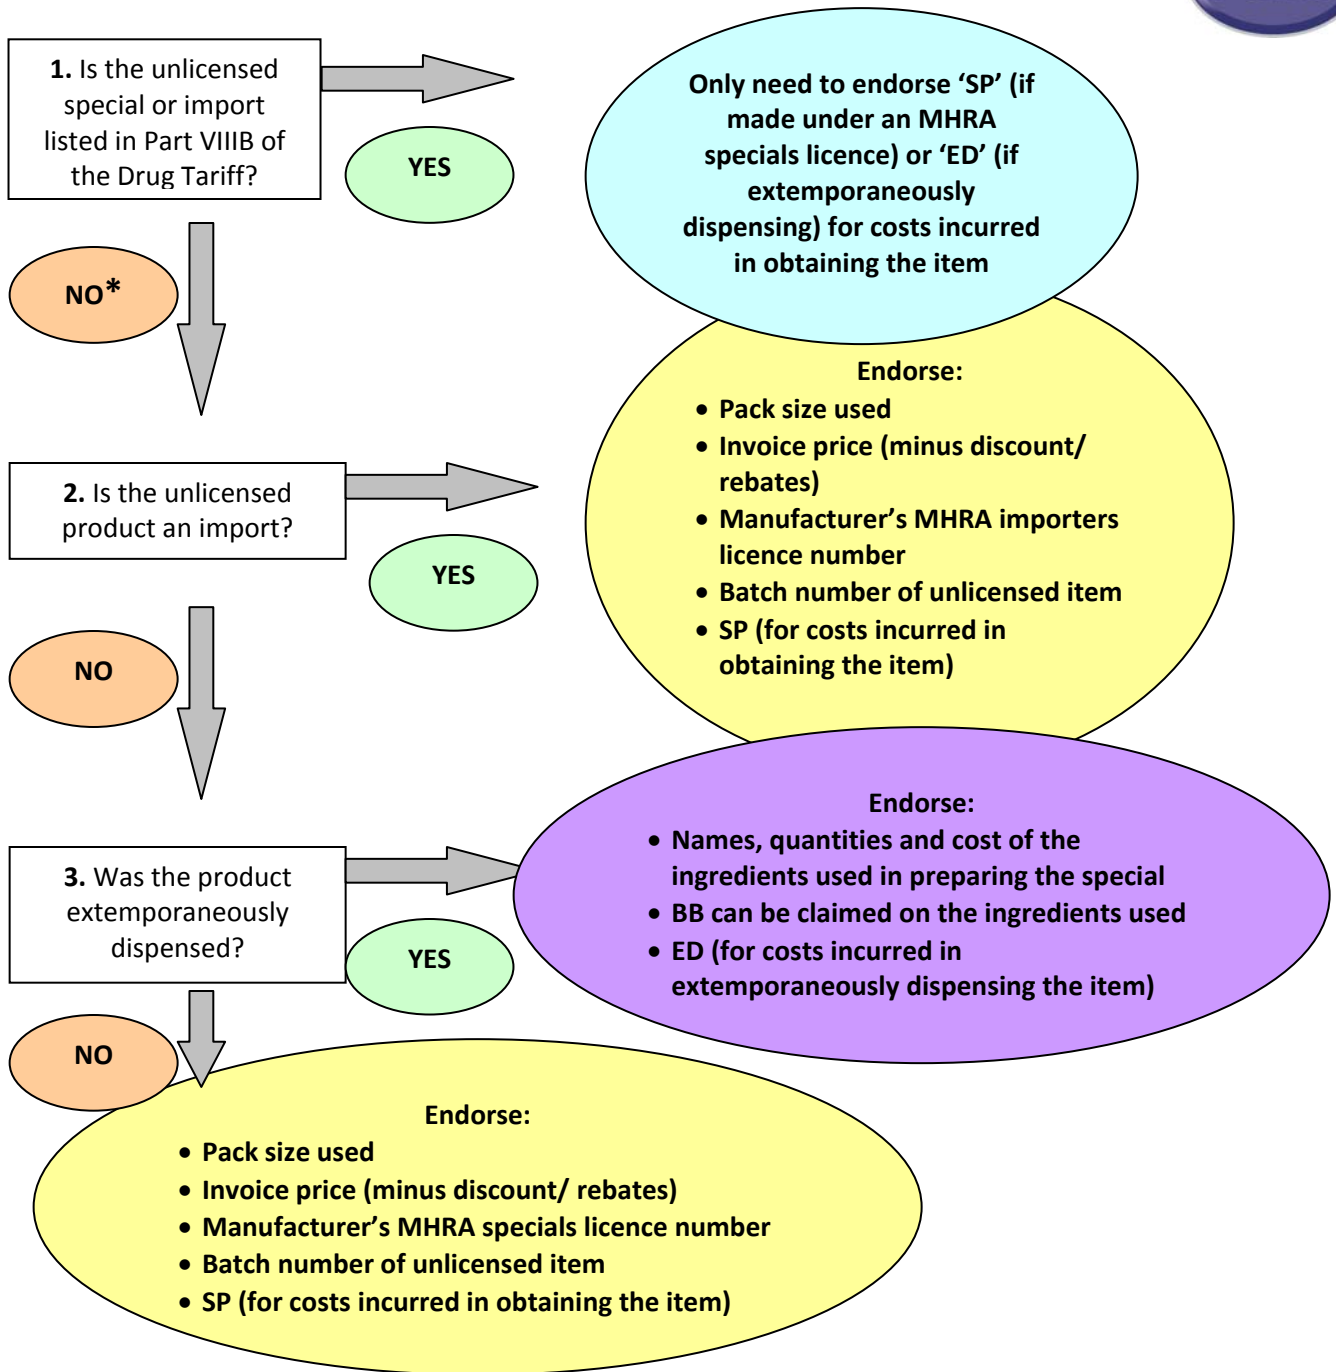 1. Is the unlicensed
special or import
listed in Part VIIIB of
the Drug Tariff?
YES
Only need to endorse ‘SP’ (if
made under an MHRA
specials licence) or ‘ED’ (if
extemporaneously
dispensing) for costs incurred
in obtaining the item
NO*
2. Is the unlicensed
product an import?
YES
Endorse:
• Pack size used
• Invoice price (minus discount/
rebates)
• Manufacturer’s MHRA importers
licence number
• Batch number of unlicensed item
• SP (for costs incurred in
obtaining the item)
NO
3. Was the product
extemporaneously
dispensed?
YES
Endorse:
• Names, quantities and cost of the
ingredients used in preparing the special
• BB can be claimed on the ingredients used
• ED (for costs incurred in
extemporaneously dispensing the item)
NO
Endorse:
• Pack size used
• Invoice price (minus discount/ rebates)
• Manufacturer’s MHRA specials licence number
• Batch number of unlicensed item
• SP (for costs incurred in obtaining the item)